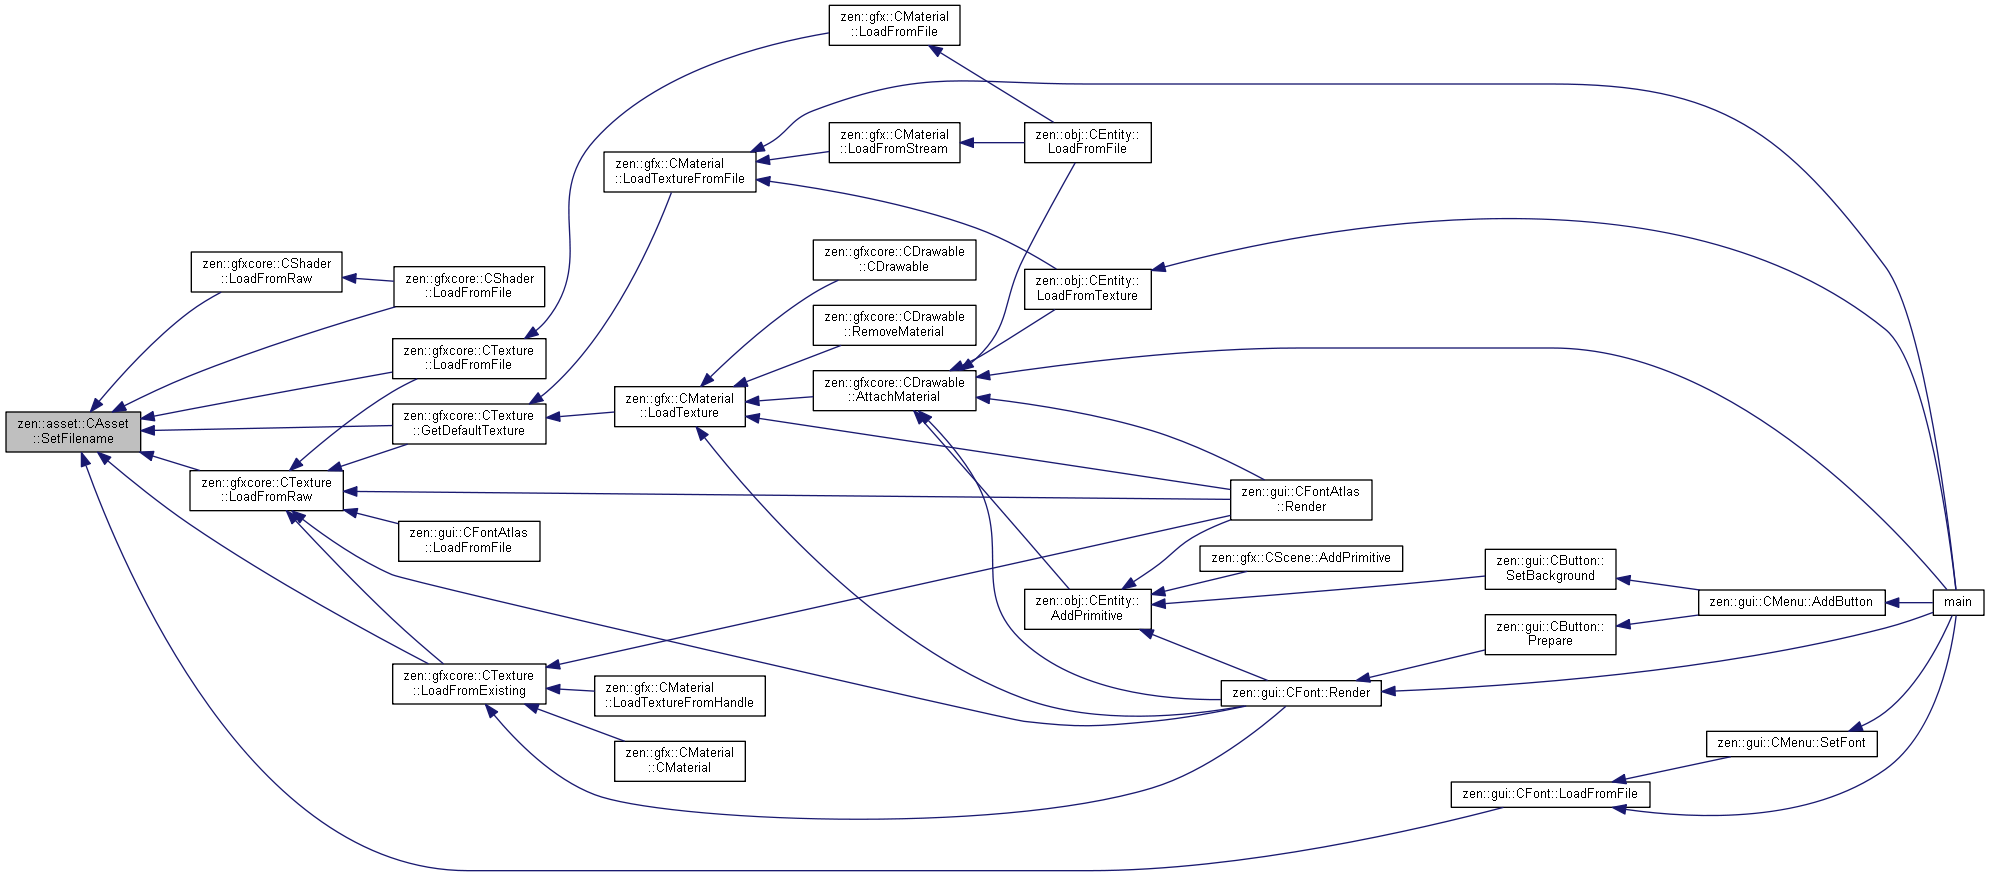 zen::gfx::CMaterial
::LoadFromFile
zen::gfx::CMaterial
::LoadFromStream
zen::obj::CEntity::
LoadFromFile
zen::gfx::CMaterial
::LoadTextureFromFile
zen::gfxcore::CDrawable
::CDrawable
zen::gfxcore::CShader
::LoadFromRaw
zen::gfxcore::CShader
::LoadFromFile
zen::obj::CEntity::
LoadFromTexture
zen::gfxcore::CDrawable
::RemoveMaterial
zen::gfxcore::CTexture
::LoadFromFile
zen::gfxcore::CDrawable
::AttachMaterial
zen::gfx::CMaterial
::LoadTexture
zen::asset::CAsset
::SetFilename
zen::gfxcore::CTexture
::GetDefaultTexture
zen::gfxcore::CTexture
::LoadFromRaw
zen::gui::CFontAtlas
::Render
zen::gui::CFontAtlas
::LoadFromFile
zen::gfx::CScene::AddPrimitive
zen::gui::CButton::
SetBackground
zen::obj::CEntity::
AddPrimitive
zen::gui::CMenu::AddButton
main
zen::gui::CButton::
Prepare
zen::gfxcore::CTexture
::LoadFromExisting
zen::gfx::CMaterial
::LoadTextureFromHandle
zen::gui::CFont::Render
zen::gfx::CMaterial
::CMaterial
zen::gui::CMenu::SetFont
zen::gui::CFont::LoadFromFile